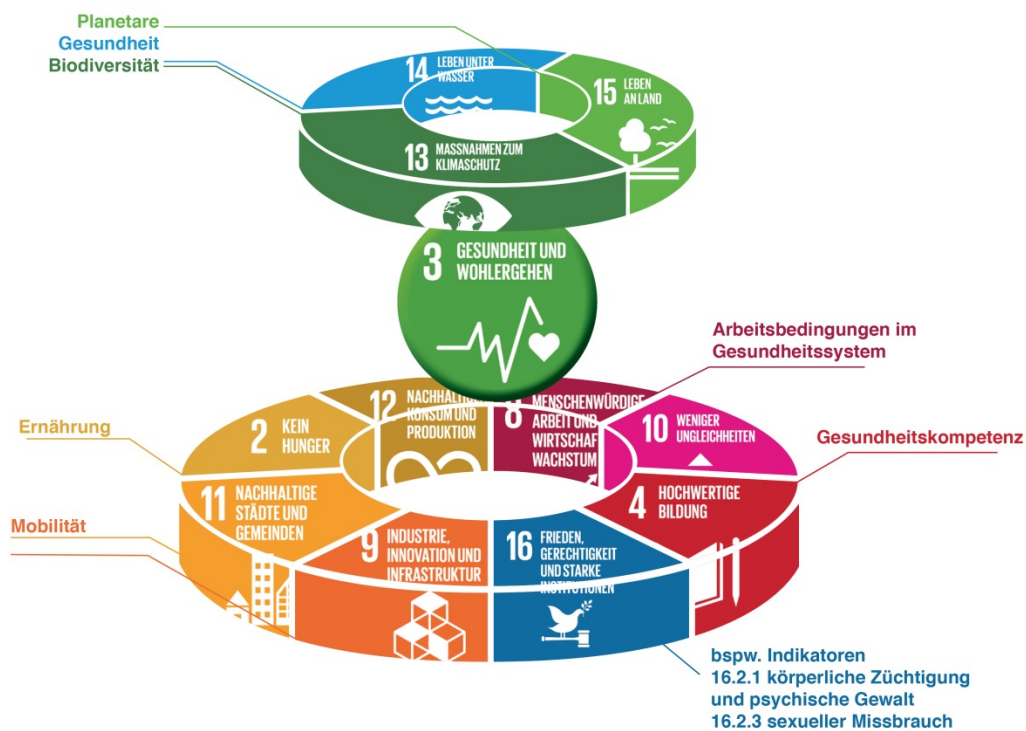 Planetare
Gesundheit
Biodiversität
14 LEBEN UNTER
WASSER
15 LEBEN
AN LAND
13 MASSNAHMEN ZUM
KLIMASCHUTZ
3 GESUNDHEIT UND
WOHLERGEHEN
Arbeitsbedingungen im
Gesundheitssystem
Ernährung
2 KEIN
HUNGER
12 NACHHALTIGE
KONSUM UND
PRODUKTION
8 MENSCHENWÜRDIGE
ARBEIT UND
WIRTSCHAF
WACHSTUM
10 WENIGER
UNGLEICHHEITEN
Gesundheitskompetenz
11 NACHHALTIGE
STÄDTE UND
GEMEINDEN
4 HOCHWERTIGE
BILDUNG
Mobilität
9 INDUSTRIE,
INNOVATION UND
INFRASTRUKTUR
16 FRIEDEN,
GERECHTIGKEIT
UND STARKE
INSTITUTIONEN
bspw. Indikatoren
16.2.1 körperliche Züchtigung
und psychische Gewalt
16.2.3 sexueller Missbrauch